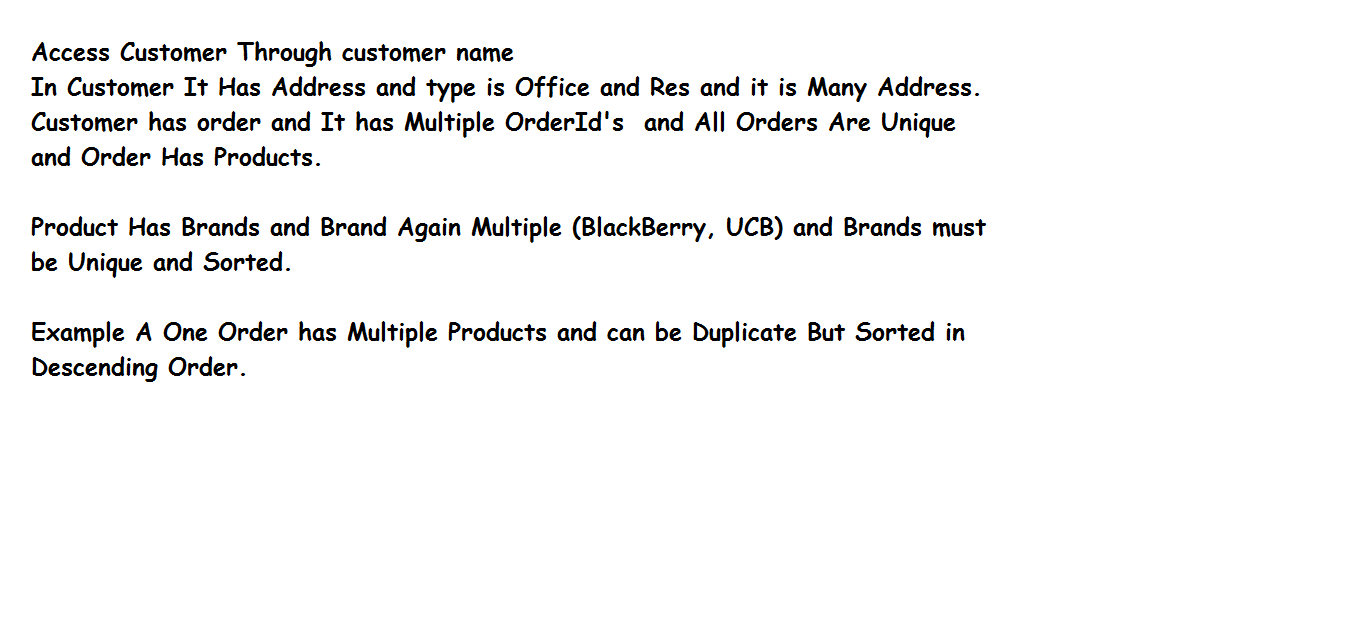 Access Customer Through customer name
In Customer It Has Address and type is Office and Res and it is Many Address.
Customer has order and It has Multiple OrderId's and All Orders Are Unique
and Order Has Products.
Product Has Brands and Brand Again Multiple (BlackBerry, UCB) and Brands must
be Unique and Sorted.
Example A One Order has Multiple Products and can be Duplicate But Sorted in
Descending Order.